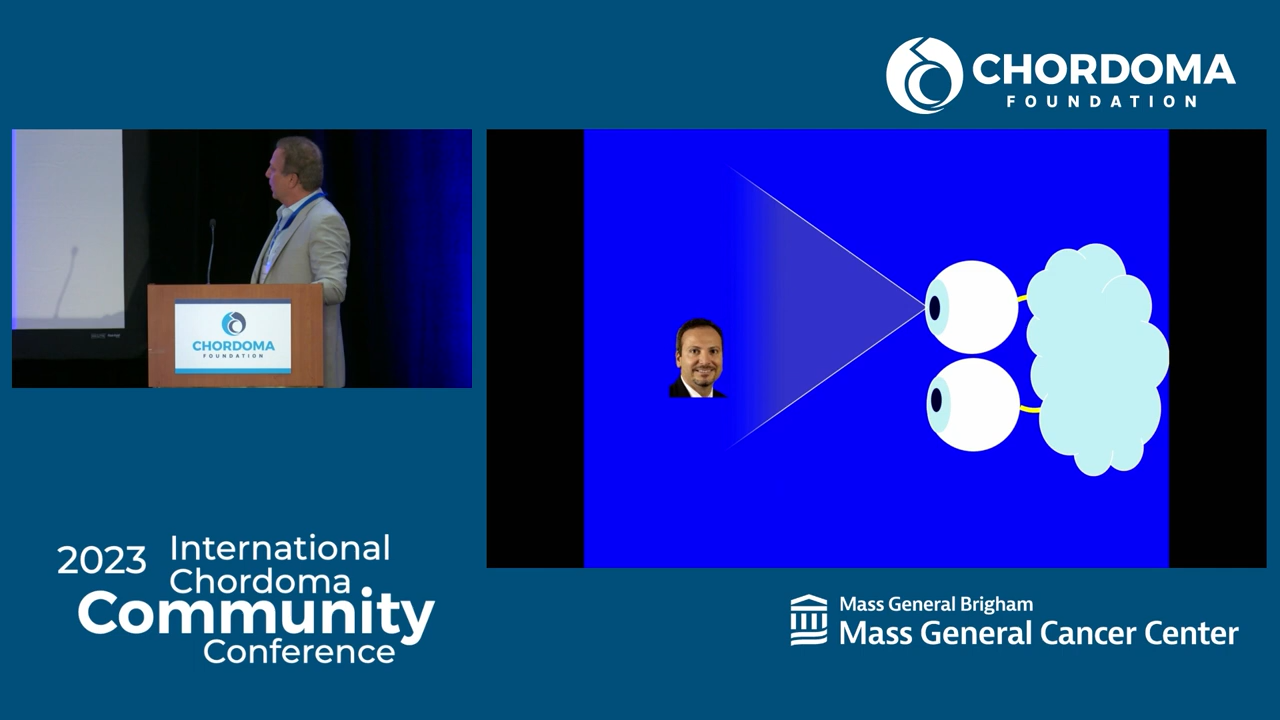 CHORDOMA
FOUNDATION
CHORDOMA
FOUNDATION
2023 International
Chordoma
Community
Conference
Mass General Brigham
Mass General Cancer Center